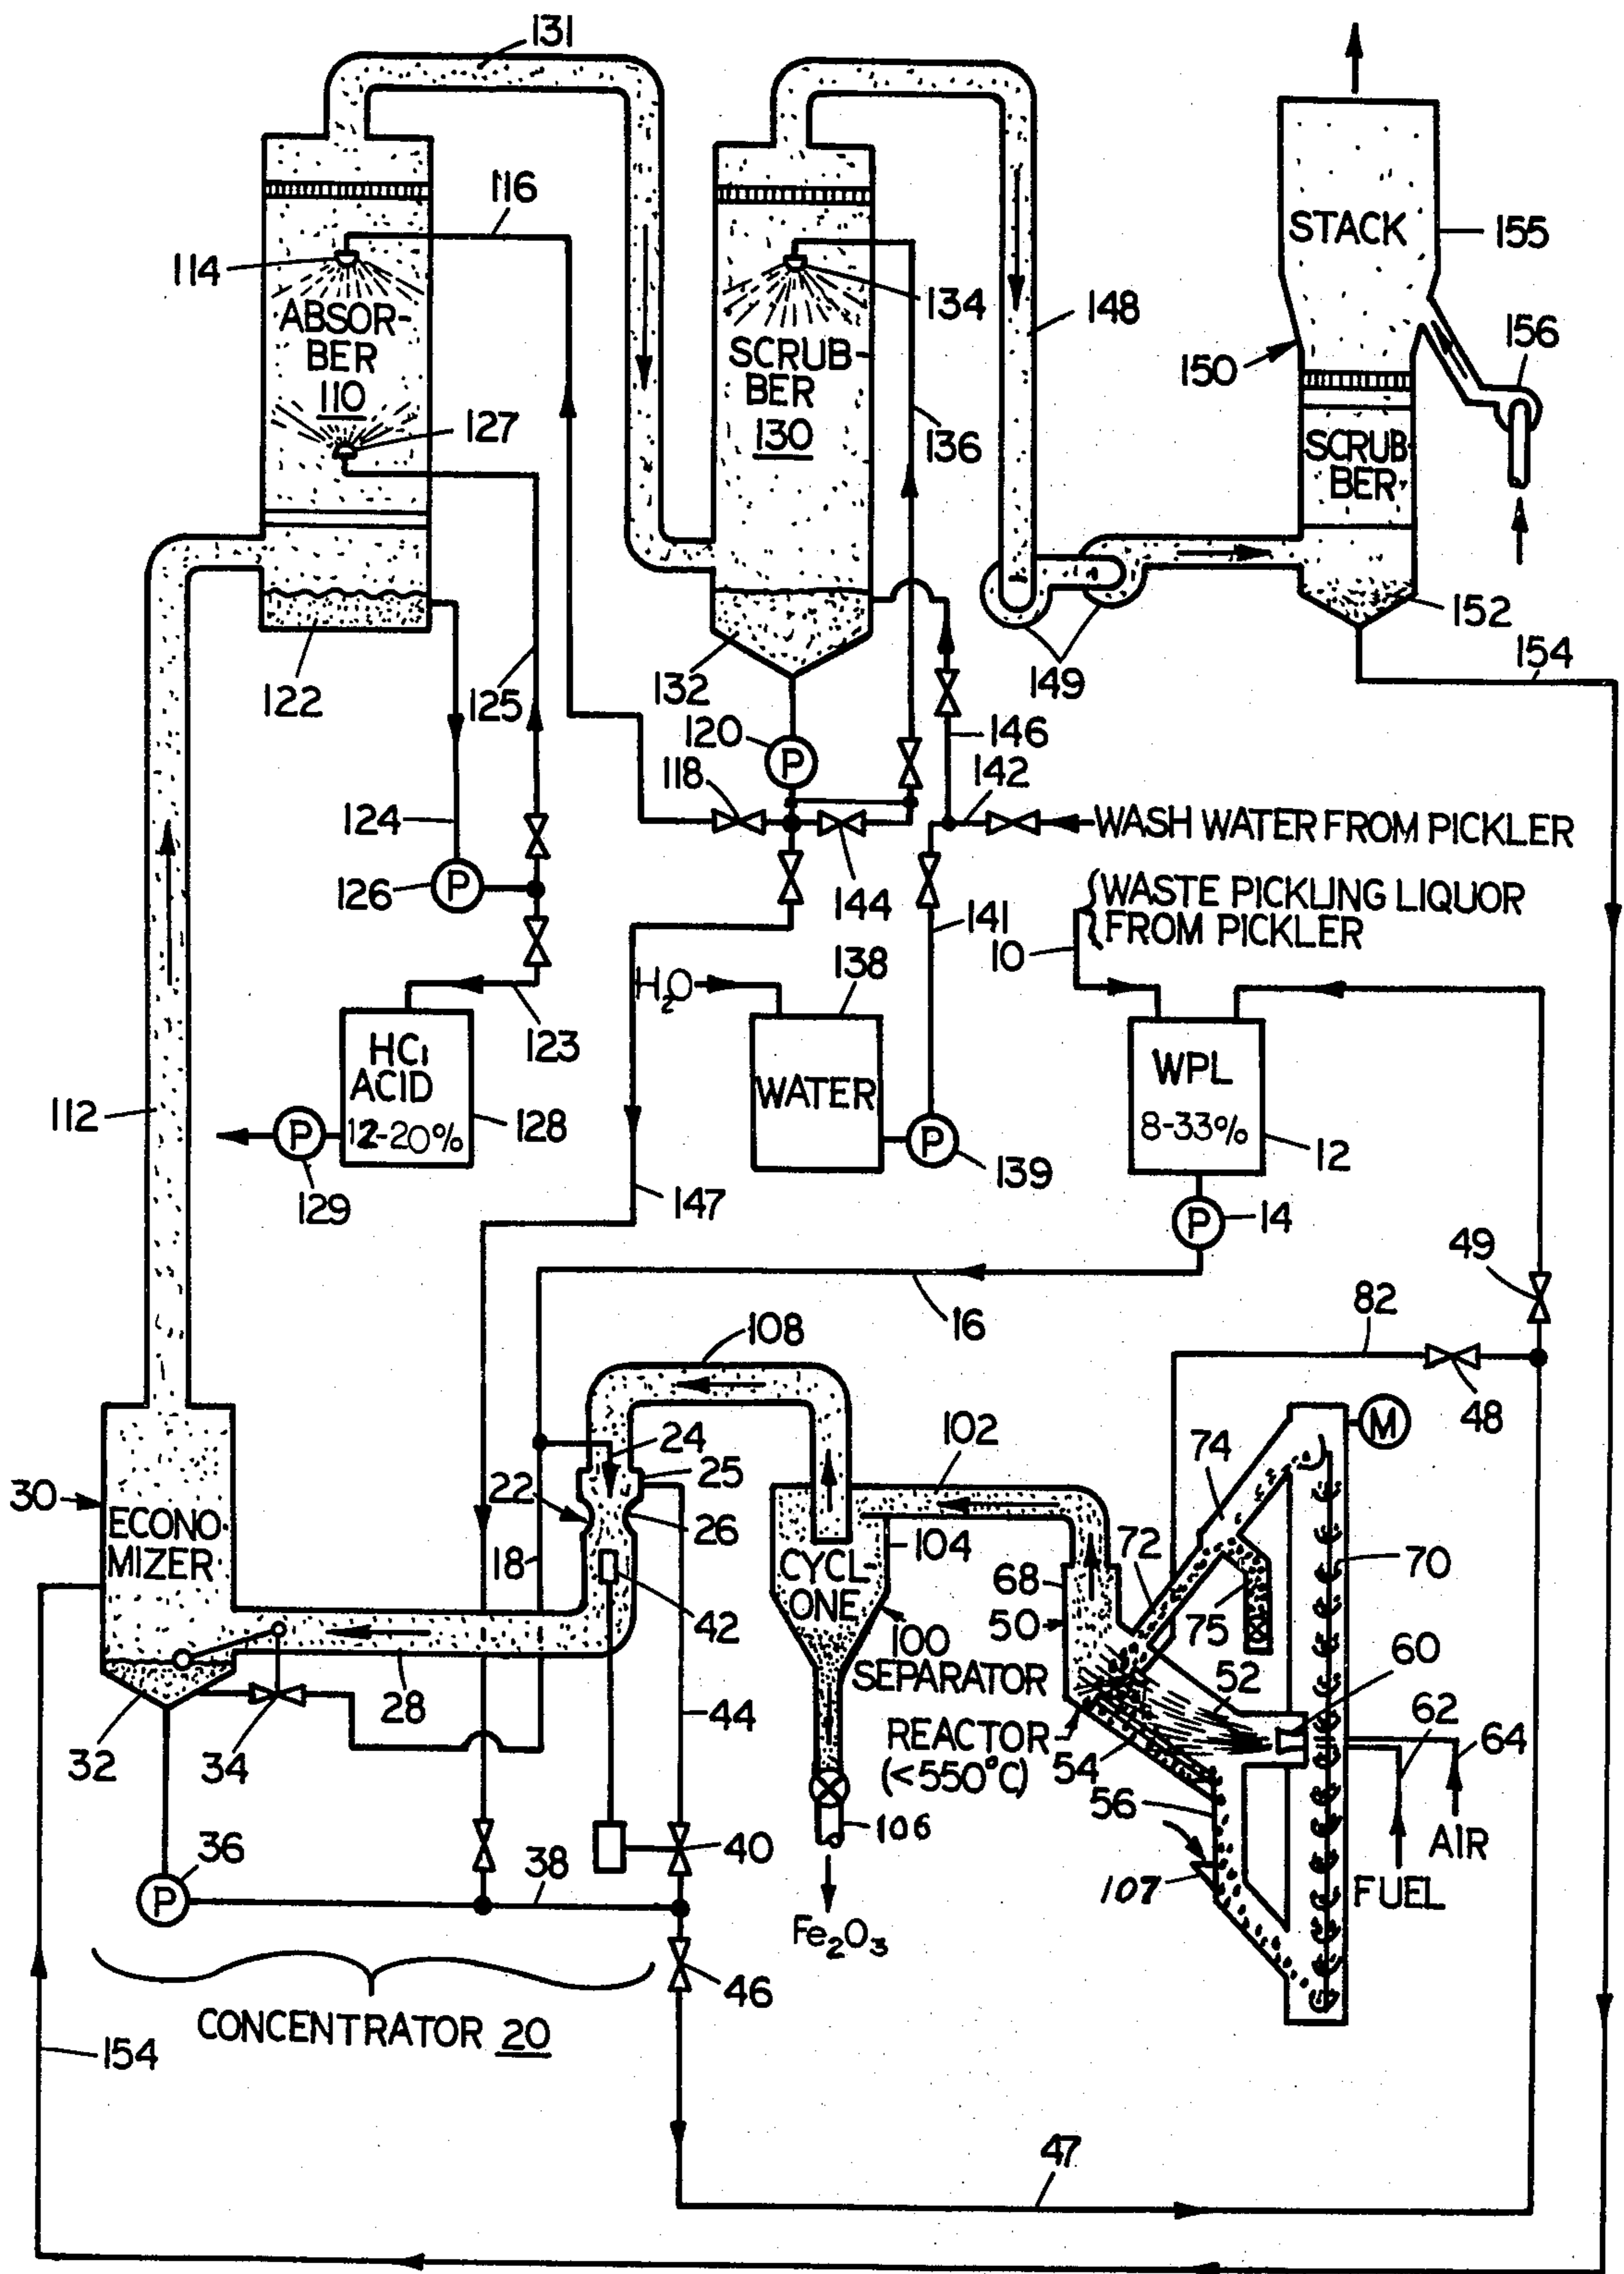 131
116
114
ABSOR-
BER
110
127
134
SCRUB-
BER
130
136
148
STACK
155
150
156
SCRUB-
BER
152
154
122
125
132
149
120
P
118
146
142
WASH WATER FROM PICKLER
124
126
P
144
141
WASTE PICKLING LIQUOR
FROM PICKLER
10
H2O
138
123
HCl
ACID
12-20%
128
P
129
112
WATER
P
139
WPL
8-33%
12
P
14
147
16
49
82
48
108
24
25
22
26
18
102
74
M
30
ECONO-
MIZER
42
CYCL-
ONE
104
100
SEPARATOR
68
50
72
75
70
52
60
62
64
32
34
28
44
REACTOR
(<550°C)
54
56
106
107
AIR
FUEL
36
P
38
40
Fe2O3
46
CONCENTRATOR 20
154
47